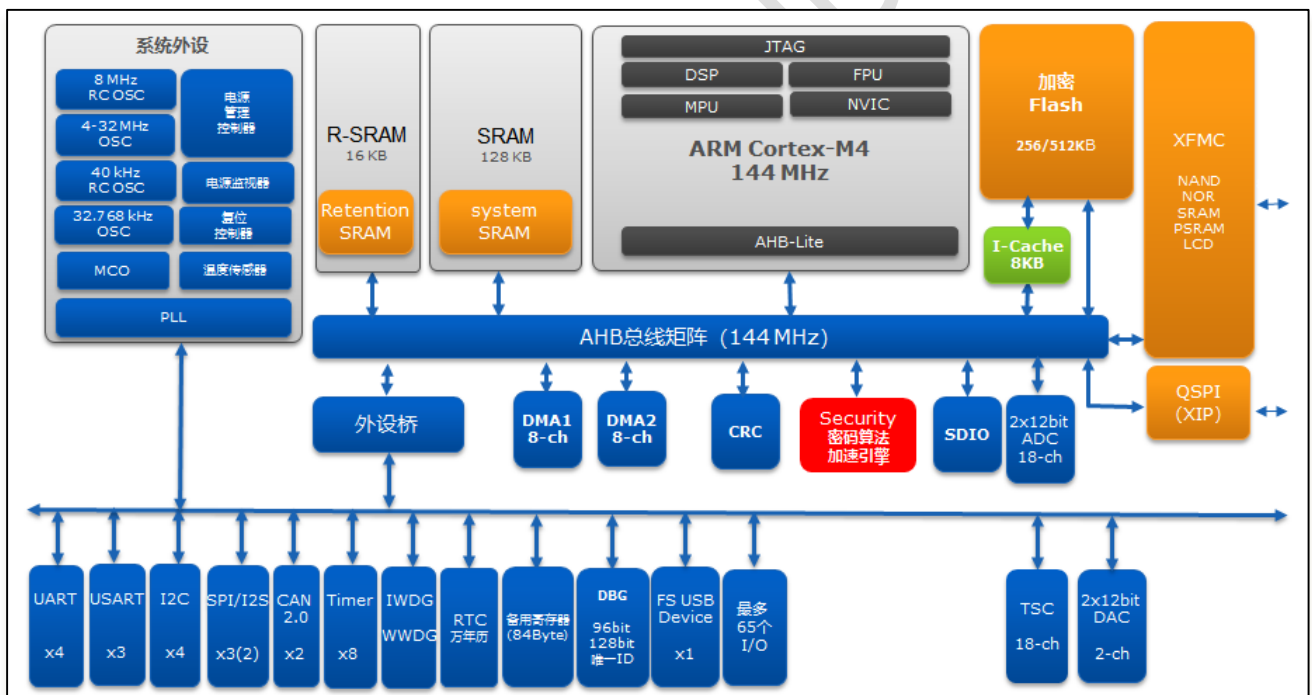 系统外设
8 MHz
RC OSC
4-32 MHz
OSC
40 kHz
RC OSC
32.768 kHz
OSC
MCO
电源
管理
控制器
电源监视器
复位
控制器
温度传感器
PLL
R-SRAM
16 KB
Retention
SRAM
SRAM
128 KB
system
SRAM
JTAG
DSP
FPU
MPU
NVIC
ARM Cortex-M4
144 MHz
AHB-Lite
加密
Flash
256/512KB
I-Cache
8KB
XFMC
NAND
NOR
SRAM
PSRAM
LCD
AHB总线矩阵（144 MHz）
外设桥
DMA1
8-ch
DMA2
8-ch
CRC
Security
密码算法
加速引擎
SDIO
2x12bit
ADC
18-ch
QSPI
(XIP)
UART
x4
USART
x3
I2C
x4
SPI/I2S
x3(2)
CAN
2.0
x2
Timer
x8
IWDG
WWDG
RTC
万年历
备用寄存器
(84Byte)
DBG
96bit
128bit
唯一ID
FS USB
Device
x1
最多
65个
I/O
TSC
18-ch
2x12bit
DAC
2-ch